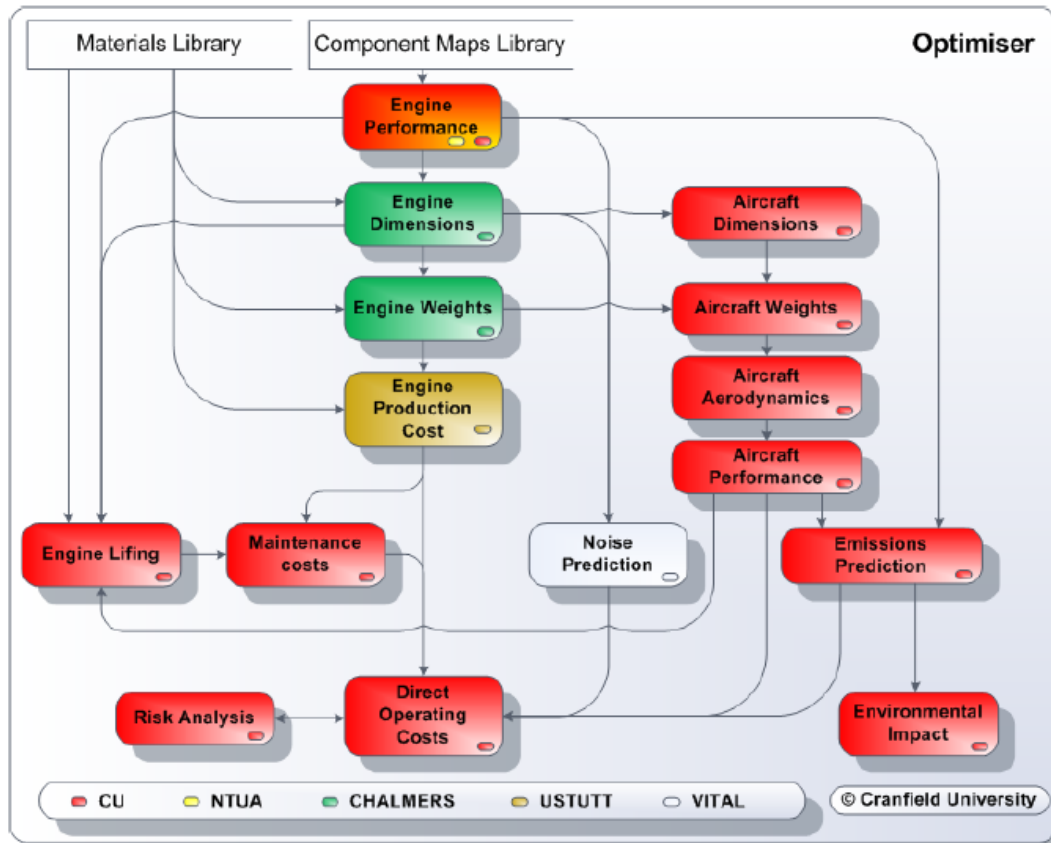 Materials Library
Component Maps Library
Optimiser
Engine
Performance
Engine
Dimensions
Aircraft
Dimensions
Engine Weights
Aircraft Weights
Engine
Production
Cost
Aircraft
Aerodynamics
Aircraft
Performance
Engine Lifing
Maintenance
costs
Noise
Prediction
Emissions
Prediction
Risk Analysis
Direct
Operating
Costs
Environmental
Impact
CU
NTUA
CHALMERS
USTUTT
VITAL
© Cranfield University